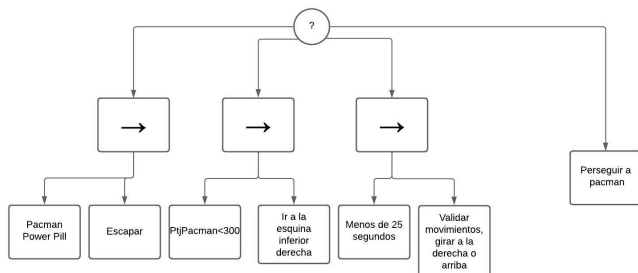 ?
→
→
→
Pacman
Power Pill
Escapar
PtjPacman<300
Ir a la
esquina
inferior
derecha
Menos de 25
segundos
Validar
movimientos,
girar a la
derecha o
arriba
Perseguir a
pacman